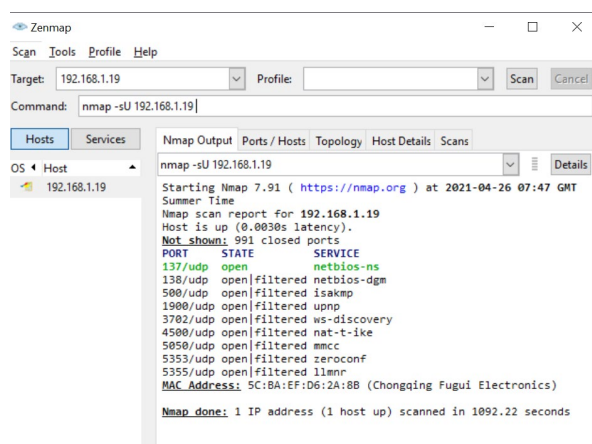 Zenmap
Scan Tools Profile Help
Target: 192.168.1.19 Profile: Scan Cancel
Command: nmap -sU 192.168.1.19
Hosts Services Nmap Output Ports / Hosts Topology Host Details Scans
OS Host nmap -sU 192.168.1.19 Details
192.168.1.19
Starting Nmap 7.91 ( https://nmap.org ) at 2021-04-26 07:47 GMT
Summer Time
Nmap scan report for 192.168.1.19
Host is up (0.0030s latency).
Not shown: 991 closed ports
PORT STATE SERVICE
137/udp open netbios-ns
138/udp open|filtered netbios-dgm
500/udp open|filtered isakmp
1900/udp open|filtered upnp
3702/udp open|filtered ws-discovery
4500/udp open|filtered nat-t-ike
5050/udp open|filtered mmcc
5353/udp open|filtered zeroconf
5355/udp open|filtered llmnr
MAC Address: 5C:BA:EF:D6:2A:8B (Chongqing Fugui Electronics)
Nmap done: 1 IP address (1 host up) scanned in 1092.22 seconds